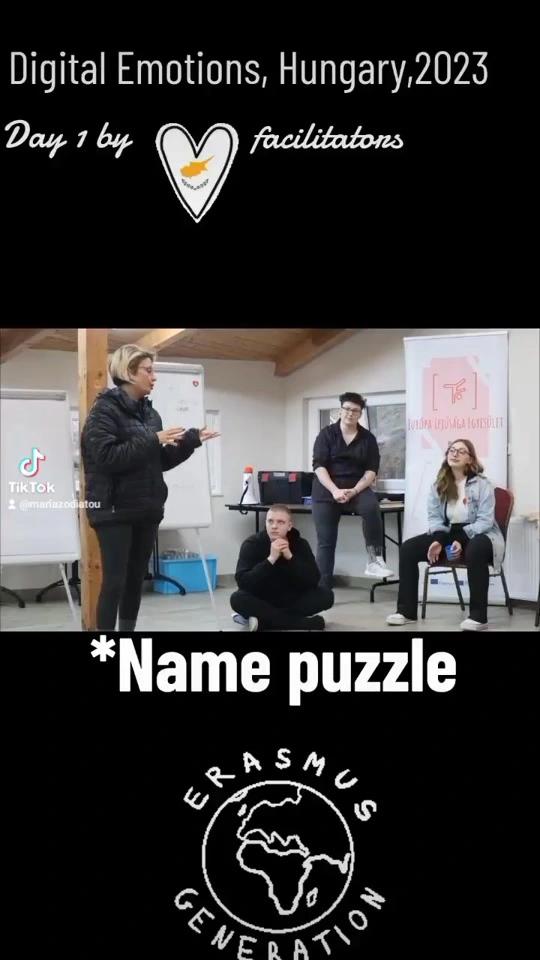 Digital Emotions, Hungary,2023
Day 1 by facilitators
EURÓPA IFJÚSÁGA EGYESÜLET
TikTok
@mariazodiatou
*Name puzzle
ERASMUS
GENERATION